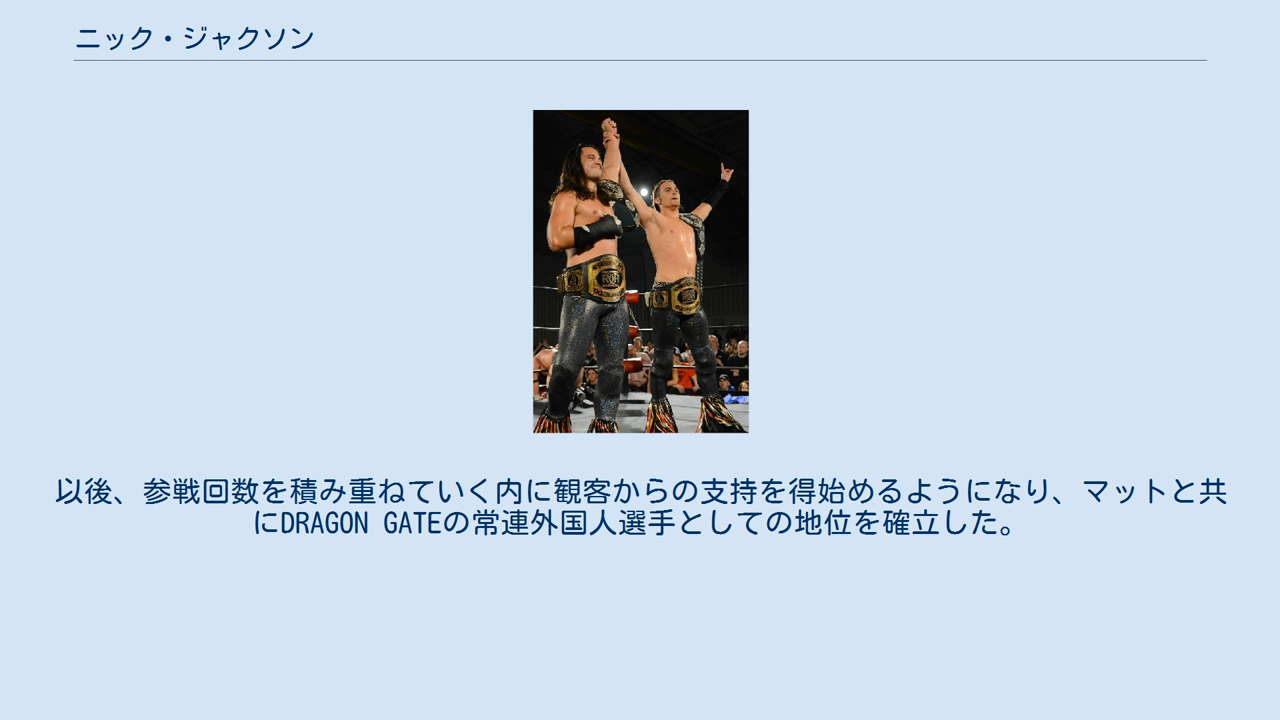 ニック・ジャクソン
以後、参戦回数を積み重ねていく内に観客からの支持を得始めるようになり、マットと共
にDRAGON GATEの常連外国人選手としての地位を確立した。